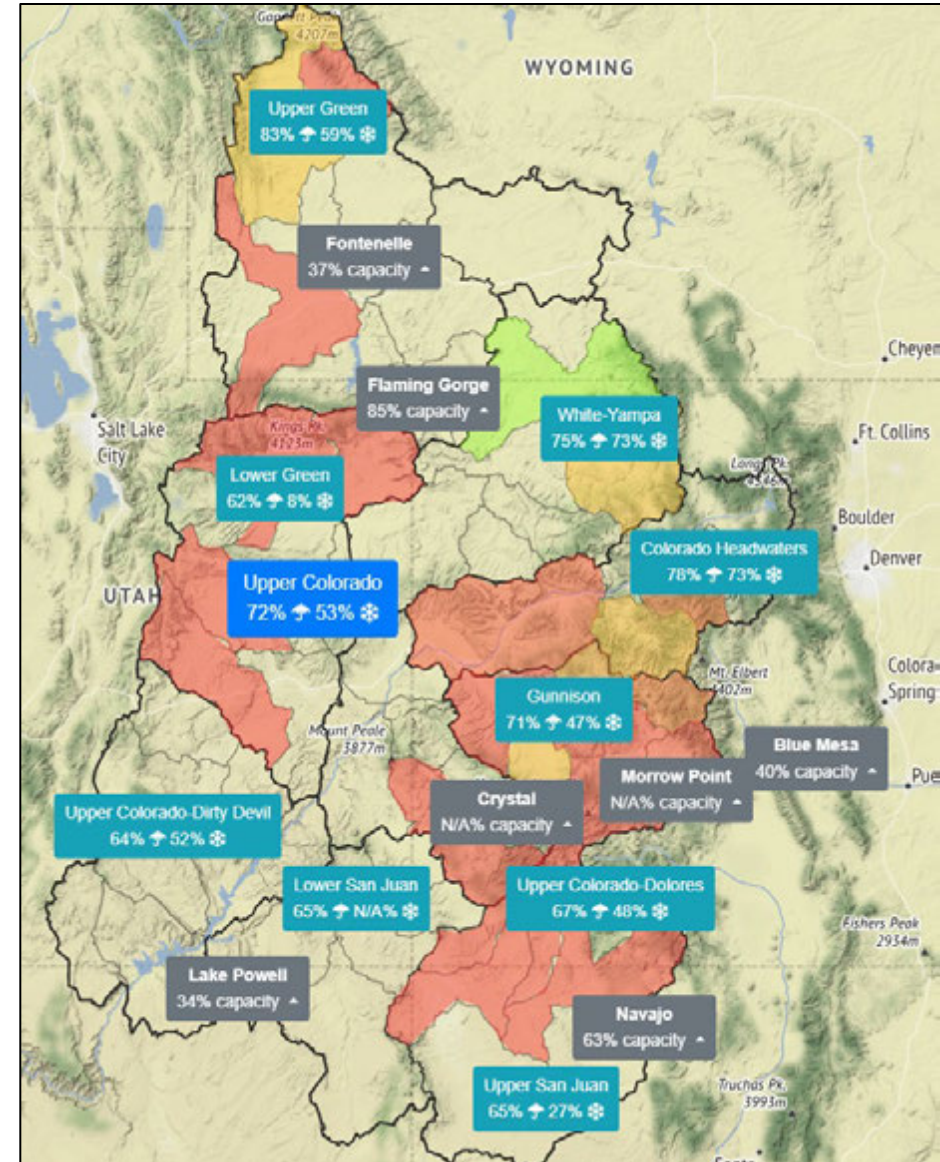 4207m
WYOMING
Upper Green
83% 59%
Fontenelle
37% capacity
Cheyen
Flaming Gorge
85% capacity
White-Yampa
75% 73%
Salt Lake
City
Kings Pk.
4123m
Ft. Collins
Longs Pk.
4346m
Lower Green
62% 8%
Boulder
Colorado Headwaters
78% 73%
Denver
Upper Colorado
72% 53%
UTAH
Mt. Elbert
4402m
Colora
Spring
Gunnison
71% 47%
Mount Peale
3877m
Blue Mesa
40% capacity
Morrow Point
N/A% capacity
Pue
Crystal
N/A% capacity
Upper Colorado-Dirty Devil
64% 52%
Lower San Juan
65% N/A%
Upper Colorado-Dolores
67% 48%
Fishers Peak
2934m
Lake Powell
34% capacity
Navajo
63% capacity
Upper San Juan
65% 27%
Truchas Pk.
3993m